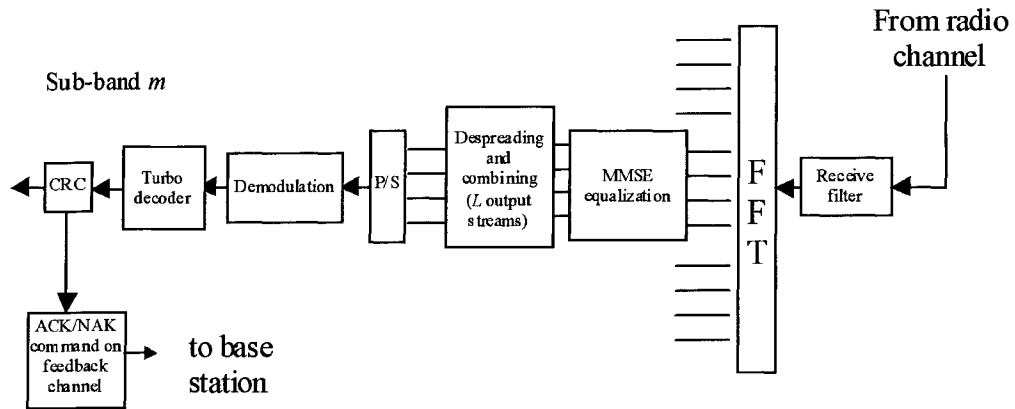 From radio
channel
Sub-band m
Despreading
and
combining
(L output
streams)
MMSE
equalization
P/S
CRC
Turbo
decoder
Demodulation
F
F
T
Receive
filter
ACK/NAK
command on
feedback
channel
to base
station